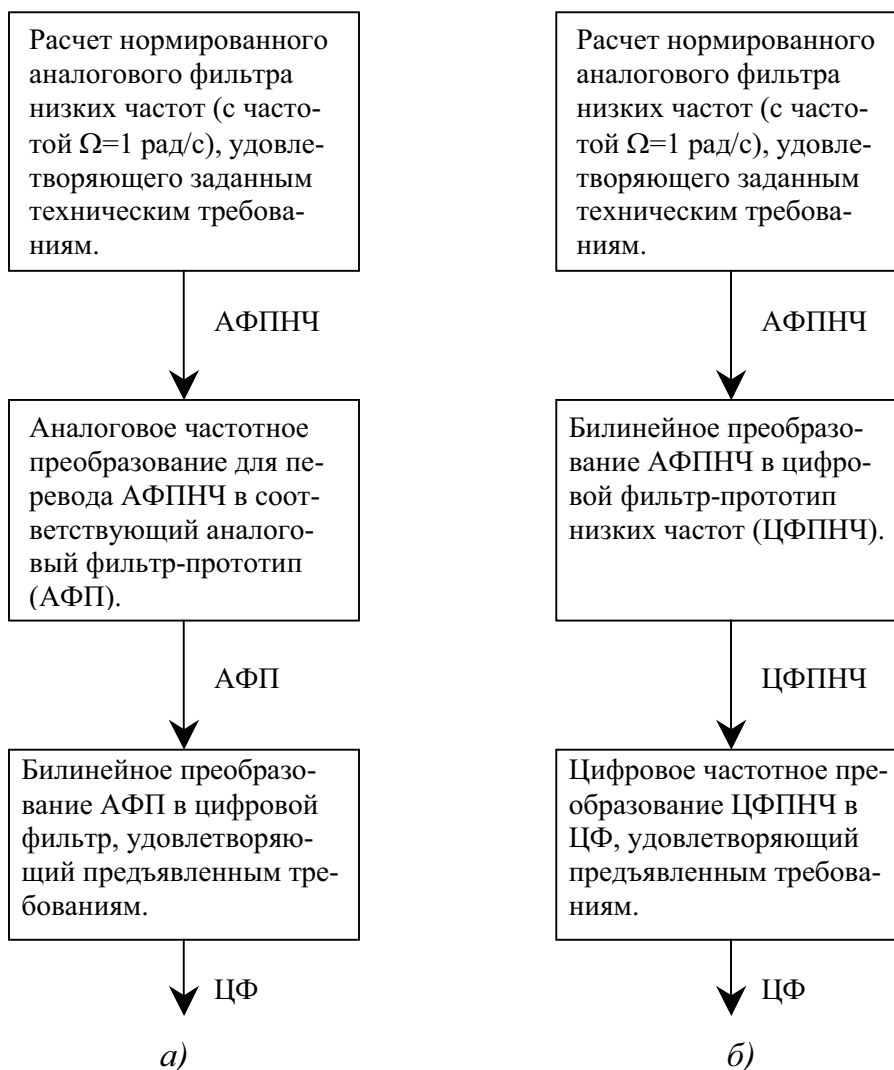 Расчет нормированного
аналогового фильтра
низких частот (с часто-
той Ω=1 рад/с), удовле-
творяющего заданным
техническим требова-
ниям.
АФПНЧ
Аналоговое частотное
преобразование для пе-
ревода АФПНЧ в соот-
ветствующий аналого-
вый фильтр-прототип
(АФП).
АФП
Билинейное преобразо-
вание АФП в цифровой
фильтр, удовлетворяю-
щий предъявленным тре-
бованиям.
ЦФ
а)
Расчет нормированного
аналогового фильтра
низких частот (с часто-
той Ω=1 рад/с), удовле-
творяющего заданным
техническим требова-
ниям.
АФПНЧ
Билинейное преобразо-
вание АФПНЧ в цифро-
вой фильтр-прототип
низких частот (ЦФПНЧ).
ЦФПНЧ
Цифровое частотное пре-
образование ЦФПНЧ в
ЦФ, удовлетворяющий
предъявленным требова-
ниям.
ЦФ
б)